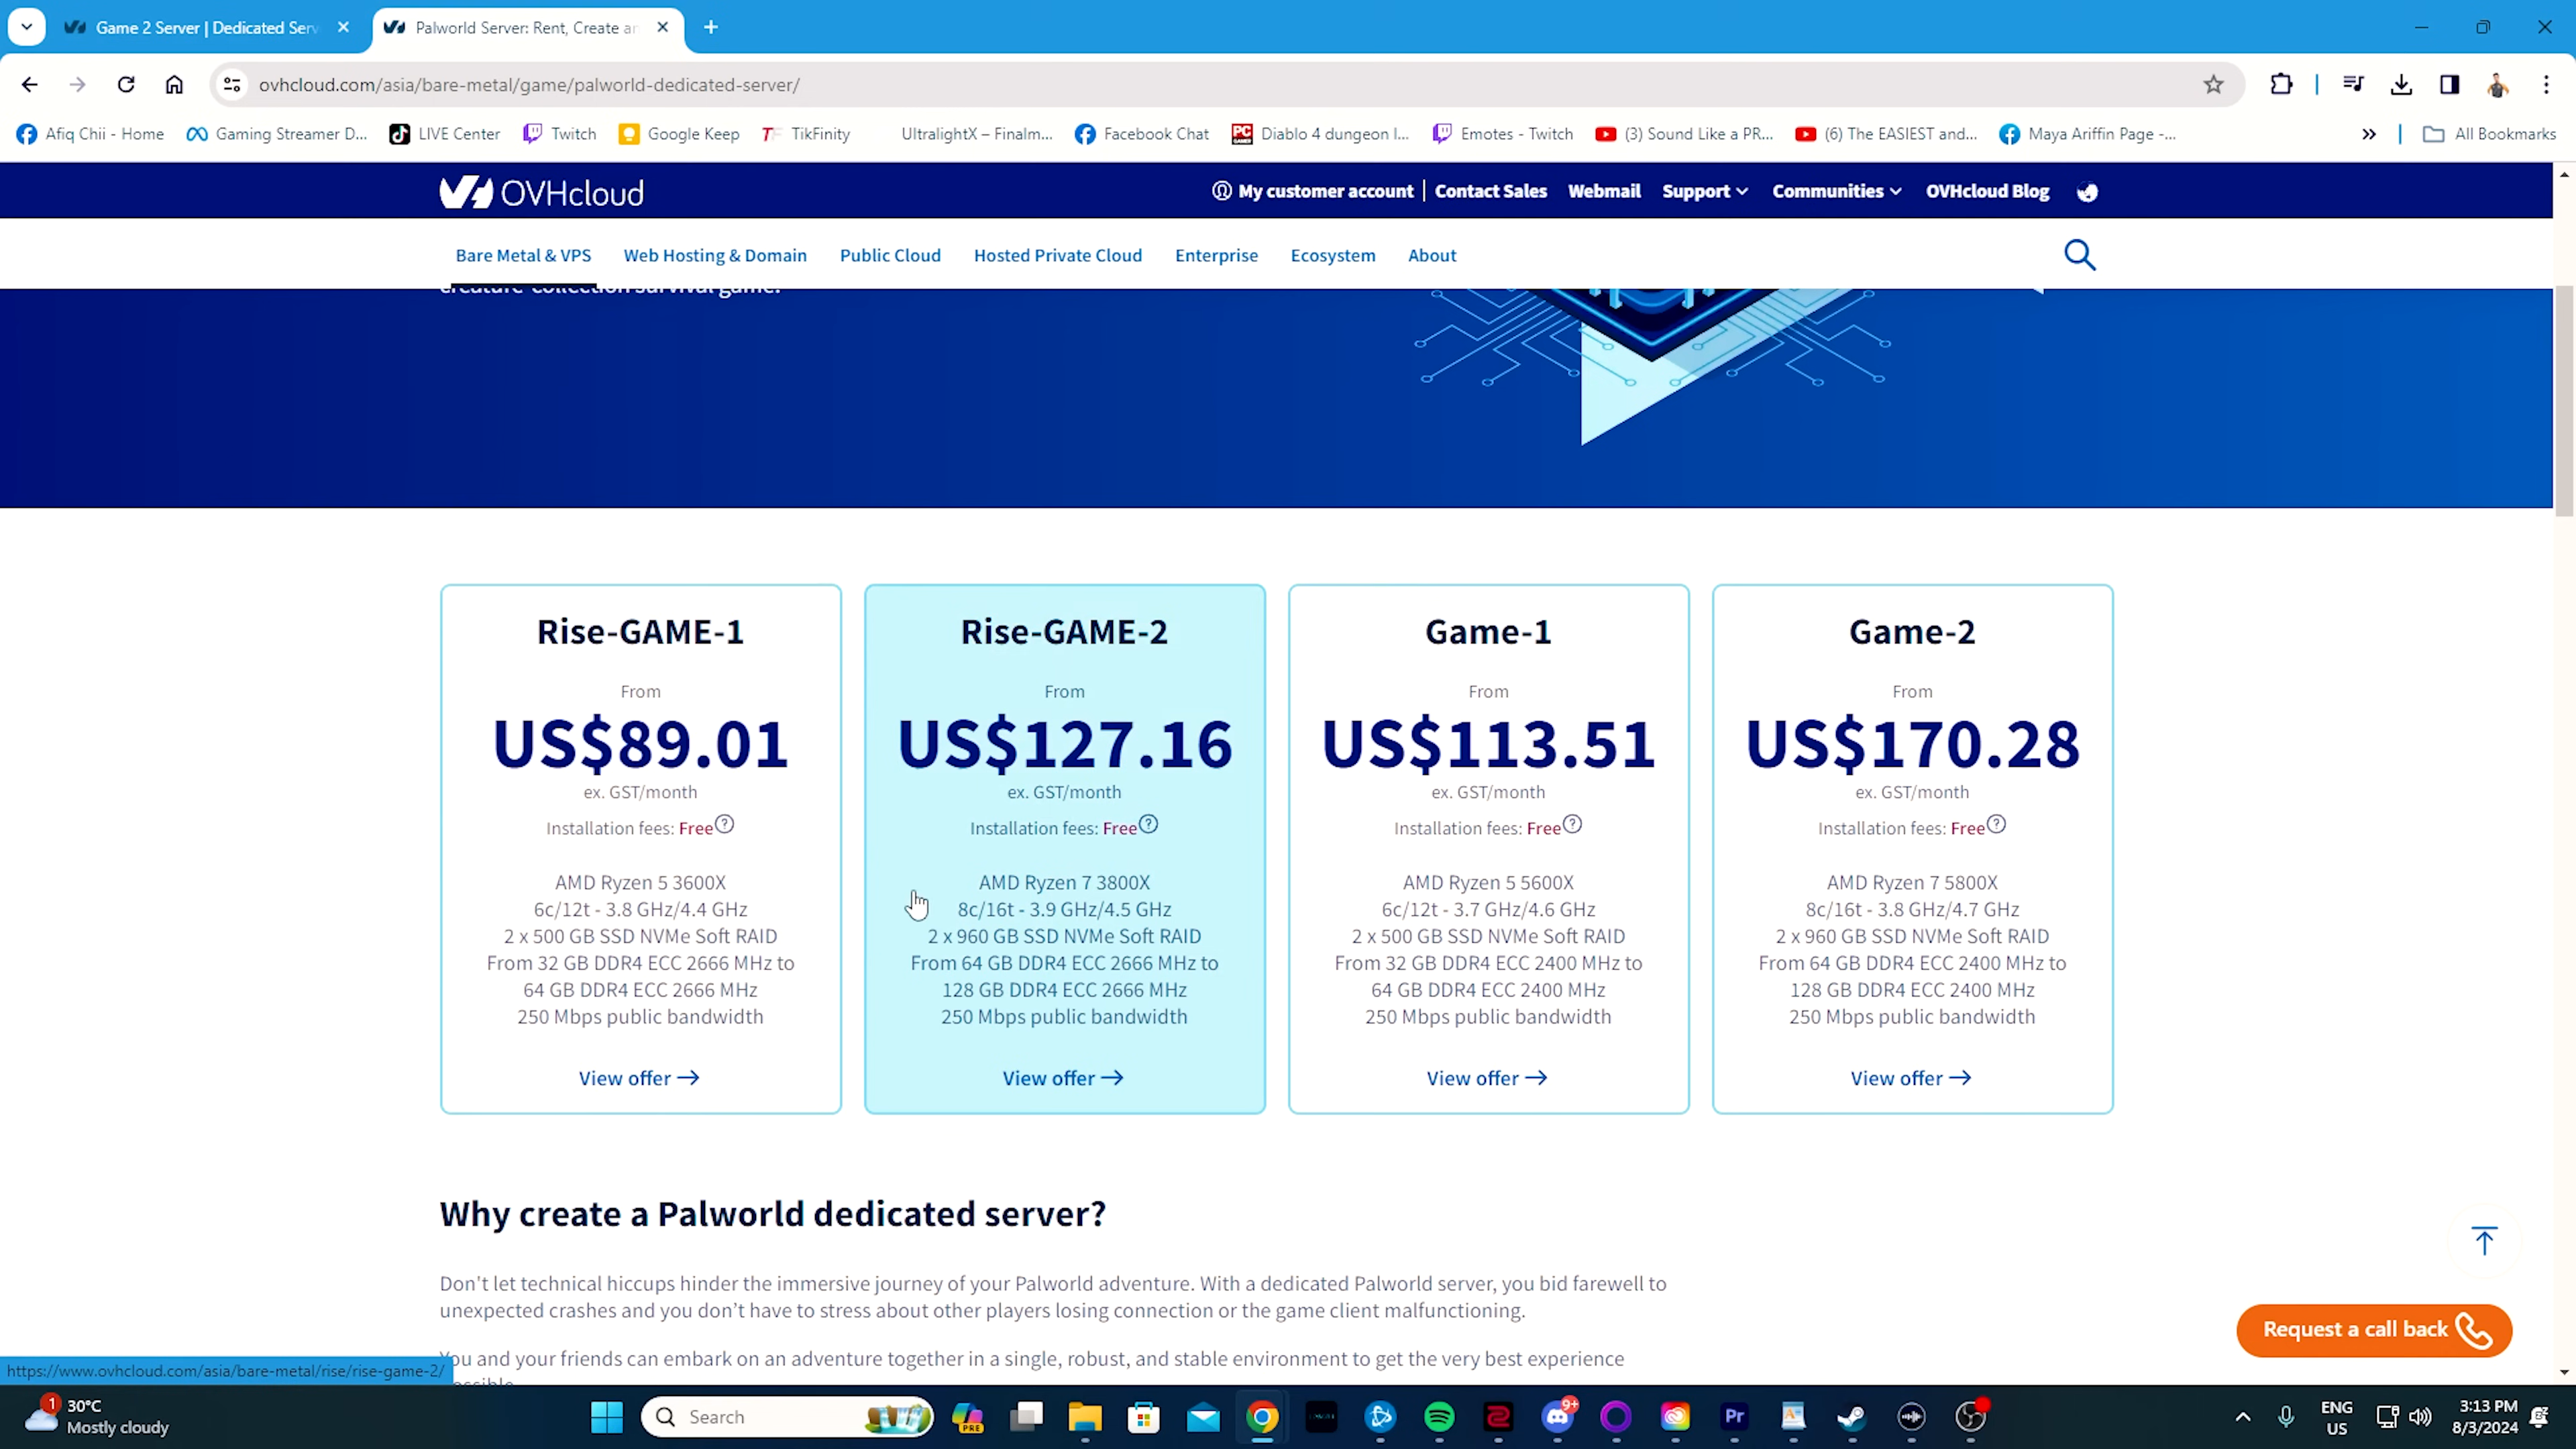 Game 2 Server | Dedicated Serv
Palworld Server: Rent, Create an
ovhcloud.com/asia/bare-metal/game/palworld-dedicated-server/
Afiq Chii - Home
Gaming Streamer D...
LIVE Center
Twitch
Google Keep
TikFinity
UltralightX – Finalm...
Facebook Chat
Diablo 4 dungeon l...
Emotes - Twitch
(3) Sound Like a PR...
(6) The EASIEST and...
Maya Ariffin Page -...
All Bookmarks
OVHcloud
My customer account
Contact Sales
Webmail
Support
Communities
OVHcloud Blog
Bare Metal & VPS
Web Hosting & Domain
Public Cloud
Hosted Private Cloud
Enterprise
Ecosystem
About
creature-collection survival game.
Rise-GAME-1
From
US$89.01
ex. GST/month
Installation fees: Free
AMD Ryzen 5 3600X
6c/12t - 3.8 GHz/4.4 GHz
2 x 500 GB SSD NVMe Soft RAID
From 32 GB DDR4 ECC 2666 MHz to
64 GB DDR4 ECC 2666 MHz
250 Mbps public bandwidth
View offer
Rise-GAME-2
From
US$127.16
ex. GST/month
Installation fees: Free
AMD Ryzen 7 3800X
8c/16t - 3.9 GHz/4.5 GHz
2 x 960 GB SSD NVMe Soft RAID
From 64 GB DDR4 ECC 2666 MHz to
128 GB DDR4 ECC 2666 MHz
250 Mbps public bandwidth
View offer
Game-1
From
US$113.51
ex. GST/month
Installation fees: Free
AMD Ryzen 5 5600X
6c/12t - 3.7 GHz/4.6 GHz
2 x 500 GB SSD NVMe Soft RAID
From 32 GB DDR4 ECC 2400 MHz to
64 GB DDR4 ECC 2400 MHz
250 Mbps public bandwidth
View offer
Game-2
From
US$170.28
ex. GST/month
Installation fees: Free
AMD Ryzen 7 5800X
8c/16t - 3.8 GHz/4.7 GHz
2 x 960 GB SSD NVMe Soft RAID
From 64 GB DDR4 ECC 2400 MHz to
128 GB DDR4 ECC 2400 MHz
250 Mbps public bandwidth
View offer
Why create a Palworld dedicated server?
Don't let technical hiccups hinder the immersive journey of your Palworld adventure. With a dedicated Palworld server, you bid farewell to
unexpected crashes and you don't have to stress about other players losing connection or the game client malfunctioning.
You and your friends can embark on an adventure together in a single, robust, and stable environment to get the very best experience
possible.
Request a call back
https://www.ovhcloud.com/asia/bare-metal/rise/rise-game-2/
1
30°C
Mostly cloudy
Search
PRE
9+
Pr
ENG
US
3:13 PM
8/3/2024